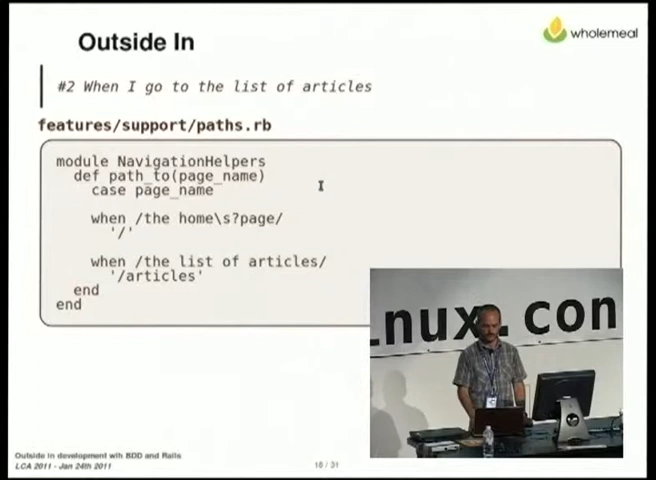 Outside In
wholemeal
#2 When I go to the list of articles
features/support/paths.rb
module NavigationHelpers
def path_to(page_name)
case page_name
when /the home\s?page/
'/'
when /the list of articles/
'/articles'
end
end
inux.con
Outside in development with BDD and Rails
LCA 2011 - Jan 24th 2011